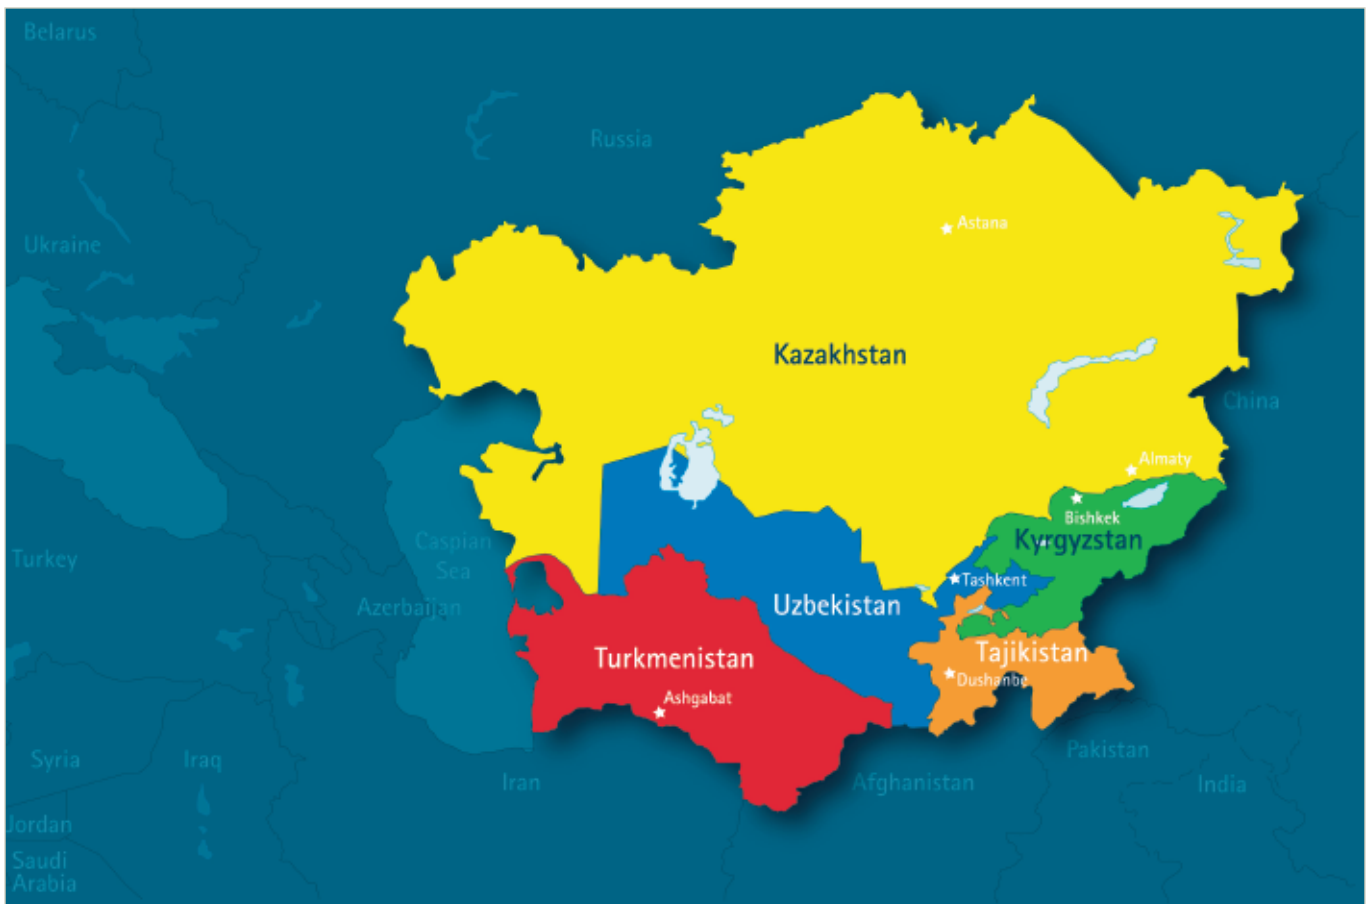 Belarus
Russia
Astana
Ukraine
Kazakhstan
China
Almaty
Bishkek
Kyrgyzstan
Caspian
Sea
Turkey
Tashkent
Azerbaijan
Uzbekistan
Turkmenistan
Tajikistan
Dushanbe
Ashgabat
Pakistan
Syria
Iraq
Iran
Afghanistan
India
Jordan
Saudi
Arabia